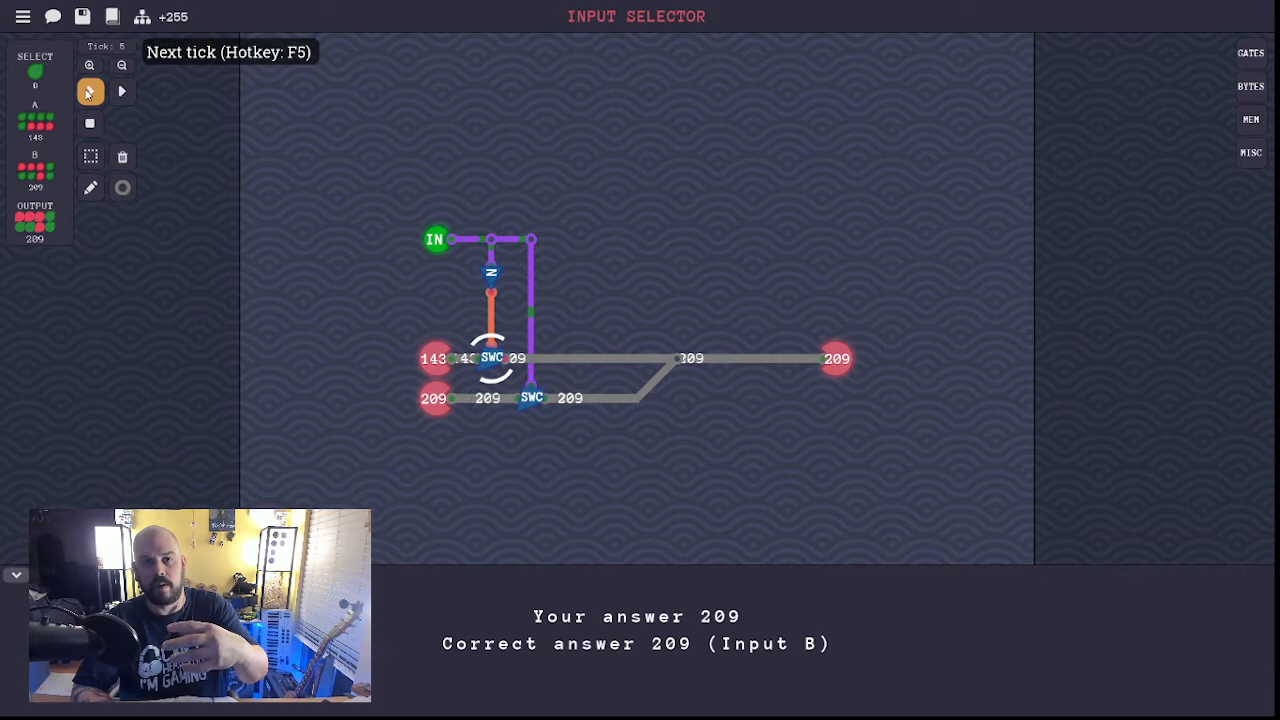 +255
INPUT SELECTOR
Tick: 5
Next tick (Hotkey: F5)
SELECT
B
A
143
B
209
OUTPUT
209
GATES
BYTES
MEM
MISC
IN
N
143 SWC 209 209
209 209 SWC 209
I'M GAMING
Your answer 209
Correct answer 209 (Input B)